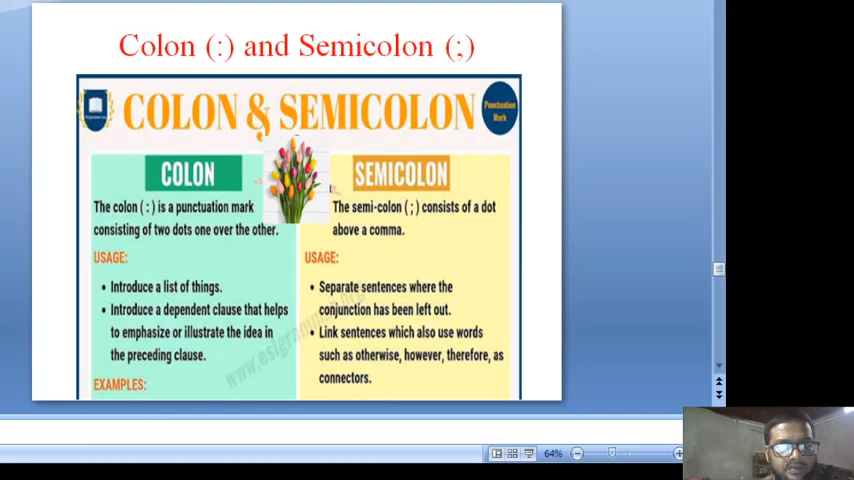 Colon (:) and Semicolon (;)
COLON & SEMICOLON
Punctuation
Mark
COLON
The colon ( : ) is a punctuation mark
consisting of two dots one over the other.
USAGE:
• Introduce a list of things.
• Introduce a dependent clause that helps
to emphasize or illustrate the idea in
the preceding clause.
EXAMPLES:
SEMICOLON
The semi-colon ( ; ) consists of a dot
above a comma.
USAGE:
• Separate sentences where the
conjunction has been left out.
• Link sentences which also use words
such as otherwise, however, therefore, as
connectors.
64%